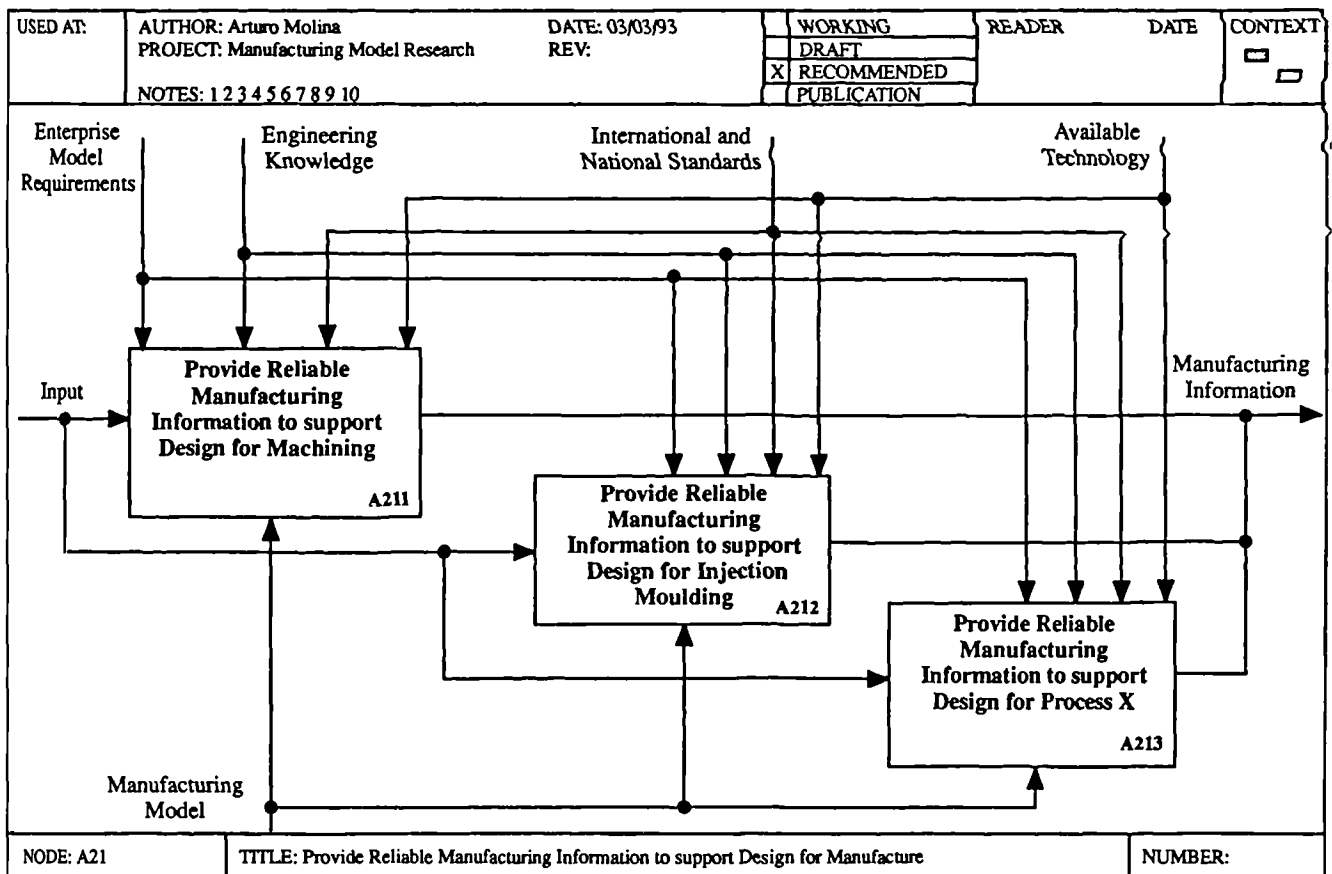 USED AT:
AUTHOR: Arturo Molina
DATE: 03/03/93
PROJECT: Manufacturing Model Research
REV:
NOTES: 1 2 3 4 5 6 7 8 9 10
WORKING
DRAFT
X RECOMMENDED
PUBLICATION
READER
DATE
CONTEXT
Enterprise
Model
Requirements
Engineering
Knowledge
International and
National Standards
Available
Technology
Input
Provide Reliable
Manufacturing
Information to support
Design for Machining
A211
Manufacturing
Information
Provide Reliable
Manufacturing
Information to support
Design for Injection
Moulding
A212
Provide Reliable
Manufacturing
Information to support
Design for Process X
A213
Manufacturing
Model
NODE: A21
TITLE: Provide Reliable Manufacturing Information to support Design for Manufacture
NUMBER: